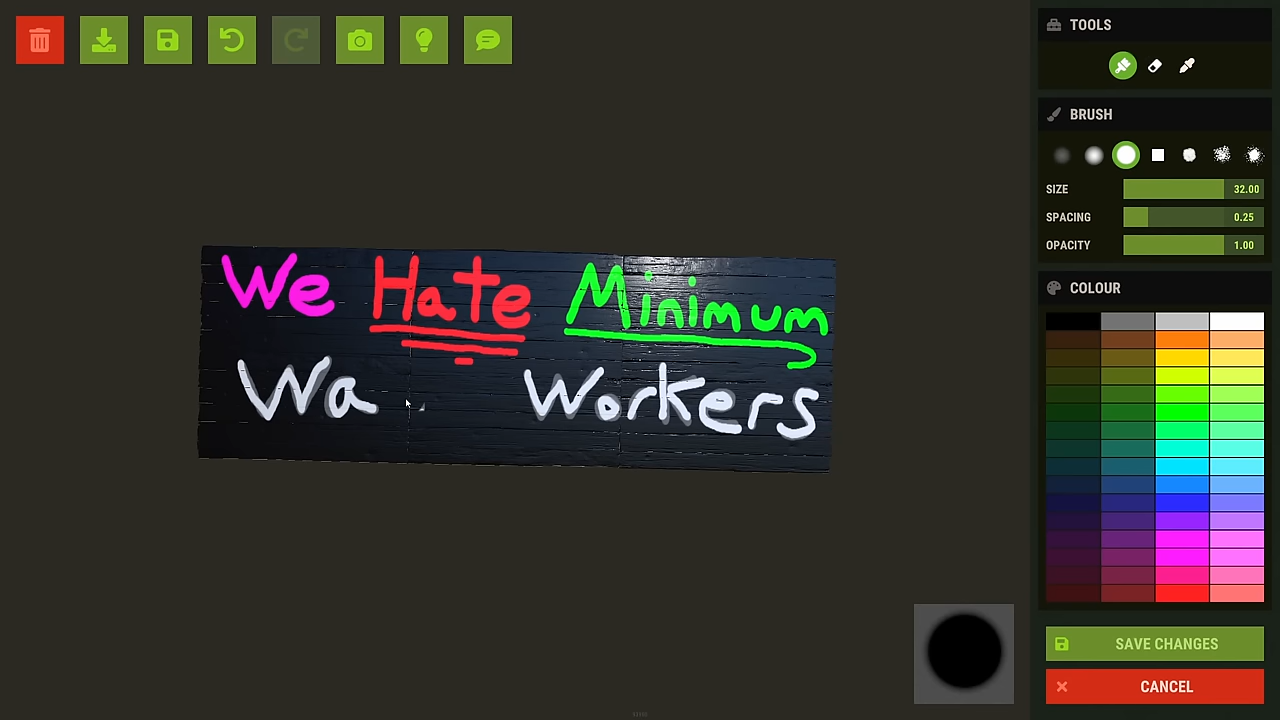 TOOLS
BRUSH
SIZE 32.00
SPACING 0.25
OPACITY 1.00
COLOUR
We Hate Minimum
Wa Workers
SAVE CHANGES
CANCEL